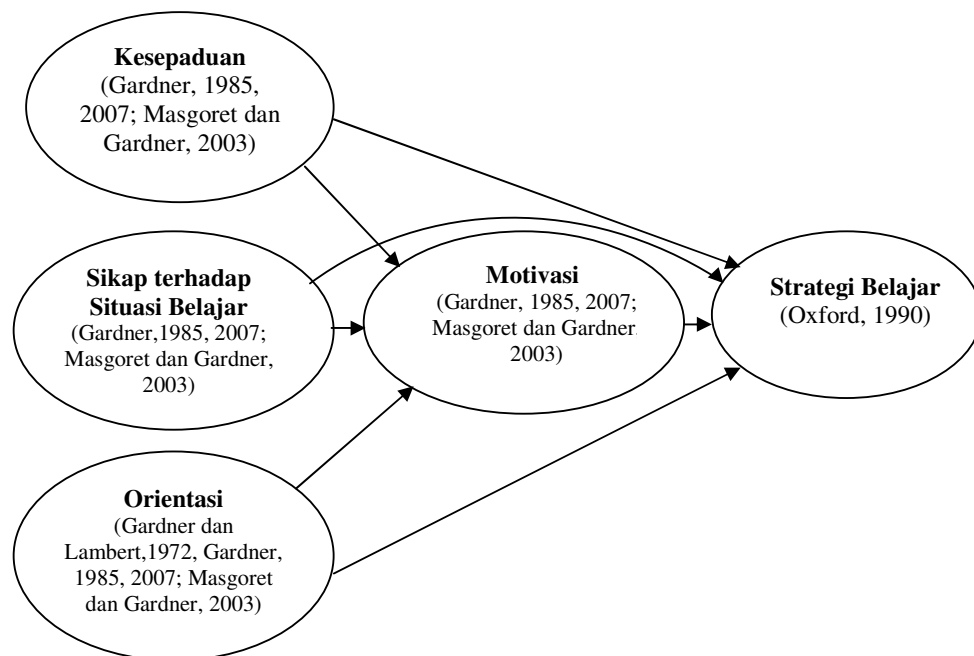 Kesepaduan
(Gardner, 1985,
2007; Masgoret dan
Gardner, 2003)
Sikap terhadap
Situasi Belajar
(Gardner,1985, 2007;
Masgoret dan Gardner,
2003)
Motivasi
(Gardner, 1985, 2007;
Masgoret dan Gardner
2003)
Strategi Belajar
(Oxford, 1990)
Orientasi
(Gardner dan
Lambert,1972, Gardner,
1985, 2007; Masgoret
dan Gardner, 2003)